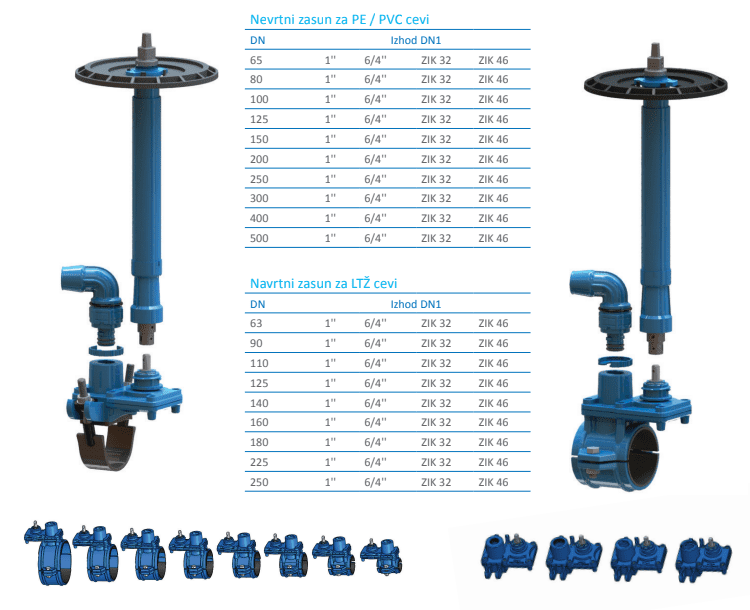 Nevrtni zasun za PE / PVC cevi
DN Izhod DN1
65 1'' 6/4'' ZIK 32 ZIK 46
80 1'' 6/4'' ZIK 32 ZIK 46
100 1'' 6/4'' ZIK 32 ZIK 46
125 1'' 6/4'' ZIK 32 ZIK 46
150 1'' 6/4'' ZIK 32 ZIK 46
200 1'' 6/4'' ZIK 32 ZIK 46
250 1'' 6/4'' ZIK 32 ZIK 46
300 1'' 6/4'' ZIK 32 ZIK 46
400 1'' 6/4'' ZIK 32 ZIK 46
500 1'' 6/4'' ZIK 32 ZIK 46
Navrtni zasun za LTŽ cevi
DN Izhod DN1
63 1'' 6/4'' ZIK 32 ZIK 46
90 1'' 6/4'' ZIK 32 ZIK 46
110 1'' 6/4'' ZIK 32 ZIK 46
125 1'' 6/4'' ZIK 32 ZIK 46
140 1'' 6/4'' ZIK 32 ZIK 46
160 1'' 6/4'' ZIK 32 ZIK 46
180 1'' 6/4'' ZIK 32 ZIK 46
225 1'' 6/4'' ZIK 32 ZIK 46
250 1'' 6/4'' ZIK 32 ZIK 46